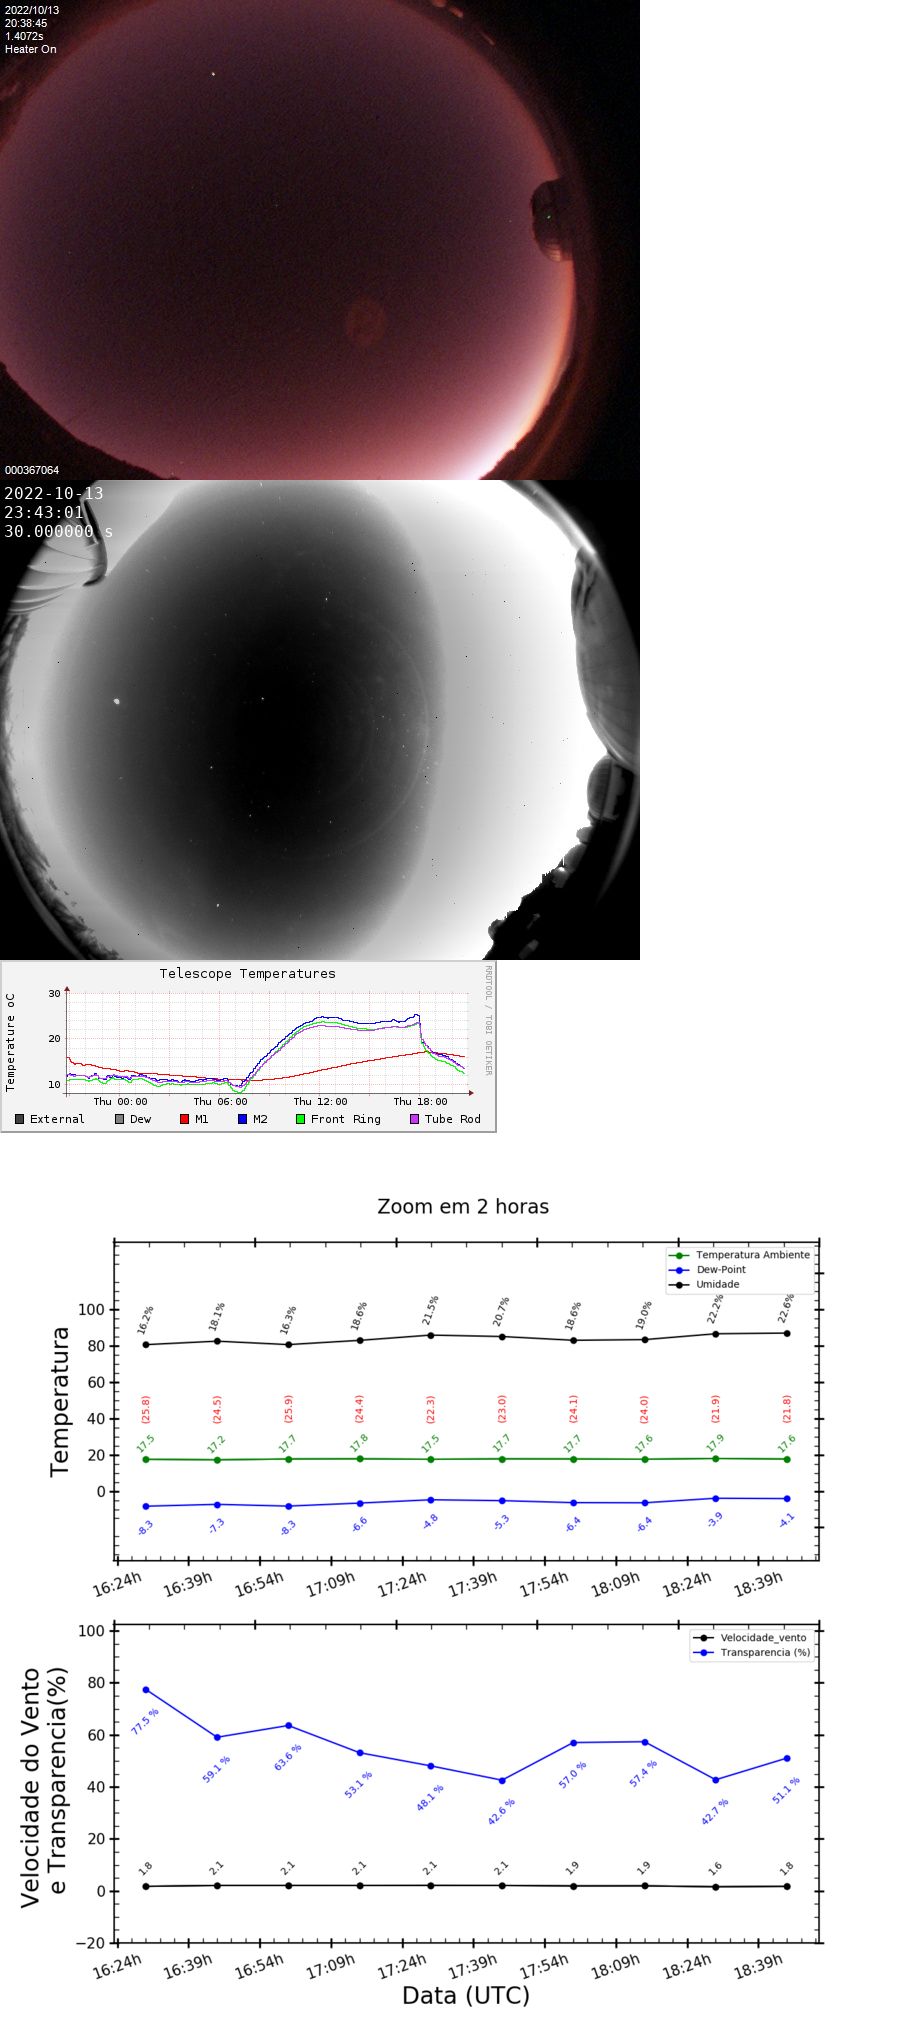 2022/10/13
20:38:45
1.4072s
Heater On
000367064
2022-10-13
23:43:01
30.000000 s
Telescope Temperatures
RRDTOOL / TOBI OETIKER
Temperature oC
30
20
10
Thu 00:00 Thu 06:00 Thu 12:00 Thu 18:00
External Dew M1 M2 Front Ring Tube Rod
Zoom em 2 horas
Temperatura Ambiente
Dew-Point
Umidade
Temperatura
100
80
60
40
20
0
16.2% 18.1% 16.3% 18.6% 21.5% 20.7% 18.6% 19.0% 22.2% 22.6%
(25.8) (24.5) (25.9) (24.4) (22.3) (23.0) (24.1) (24.0) (21.9) (21.8)
17.5 17.2 17.7 17.8 17.5 17.7 17.7 17.6 17.9 17.6
-8.3 -7.3 -8.3 -6.6 -4.8 -5.3 -6.4 -6.4 -3.9 -4.1
16:24h 16:39h 16:54h 17:09h 17:24h 17:39h 17:54h 18:09h 18:24h 18:39h
Velocidade_vento
Transparencia (%)
Velocidade do Vento
e Transparencia(%)
100
80
60
40
20
0
−20
77.5 % 59.1 % 63.6 % 53.1 % 48.1 % 42.6 % 57.0 % 57.4 % 42.7 % 51.1 %
1.8 2.1 2.1 2.1 2.1 2.1 1.9 1.9 1.6 1.8
16:24h 16:39h 16:54h 17:09h 17:24h 17:39h 17:54h 18:09h 18:24h 18:39h
Data (UTC)